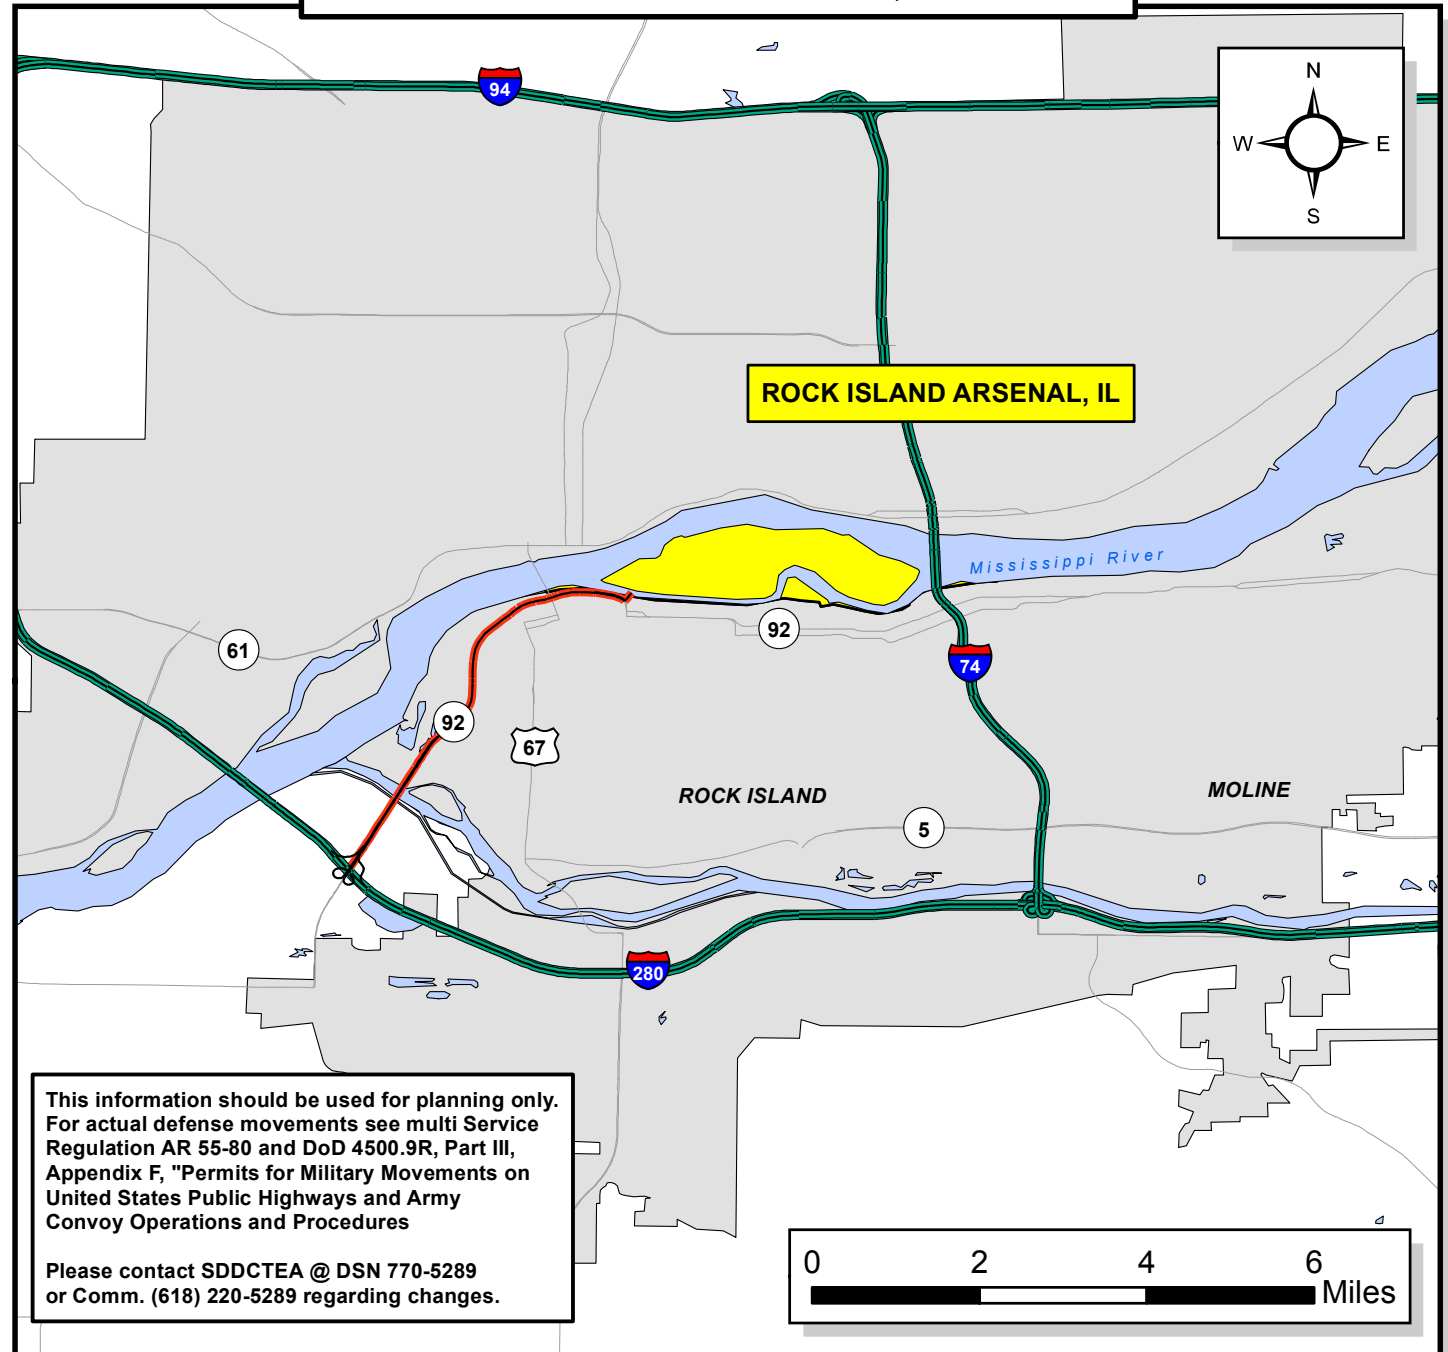 94
N
W E
S
ROCK ISLAND ARSENAL, IL
Mississippi River
92
61
74
92
67
ROCK ISLAND
MOLINE
5
280
This information should be used for planning only.
For actual defense movements see multi Service
Regulation AR 55-80 and DoD 4500.9R, Part III,
Appendix F, "Permits for Military Movements on
United States Public Highways and Army
Convoy Operations and Procedures
Please contact SDDCTEA @ DSN 770-5289
or Comm. (618) 220-5289 regarding changes.
0 2 4 6
Miles